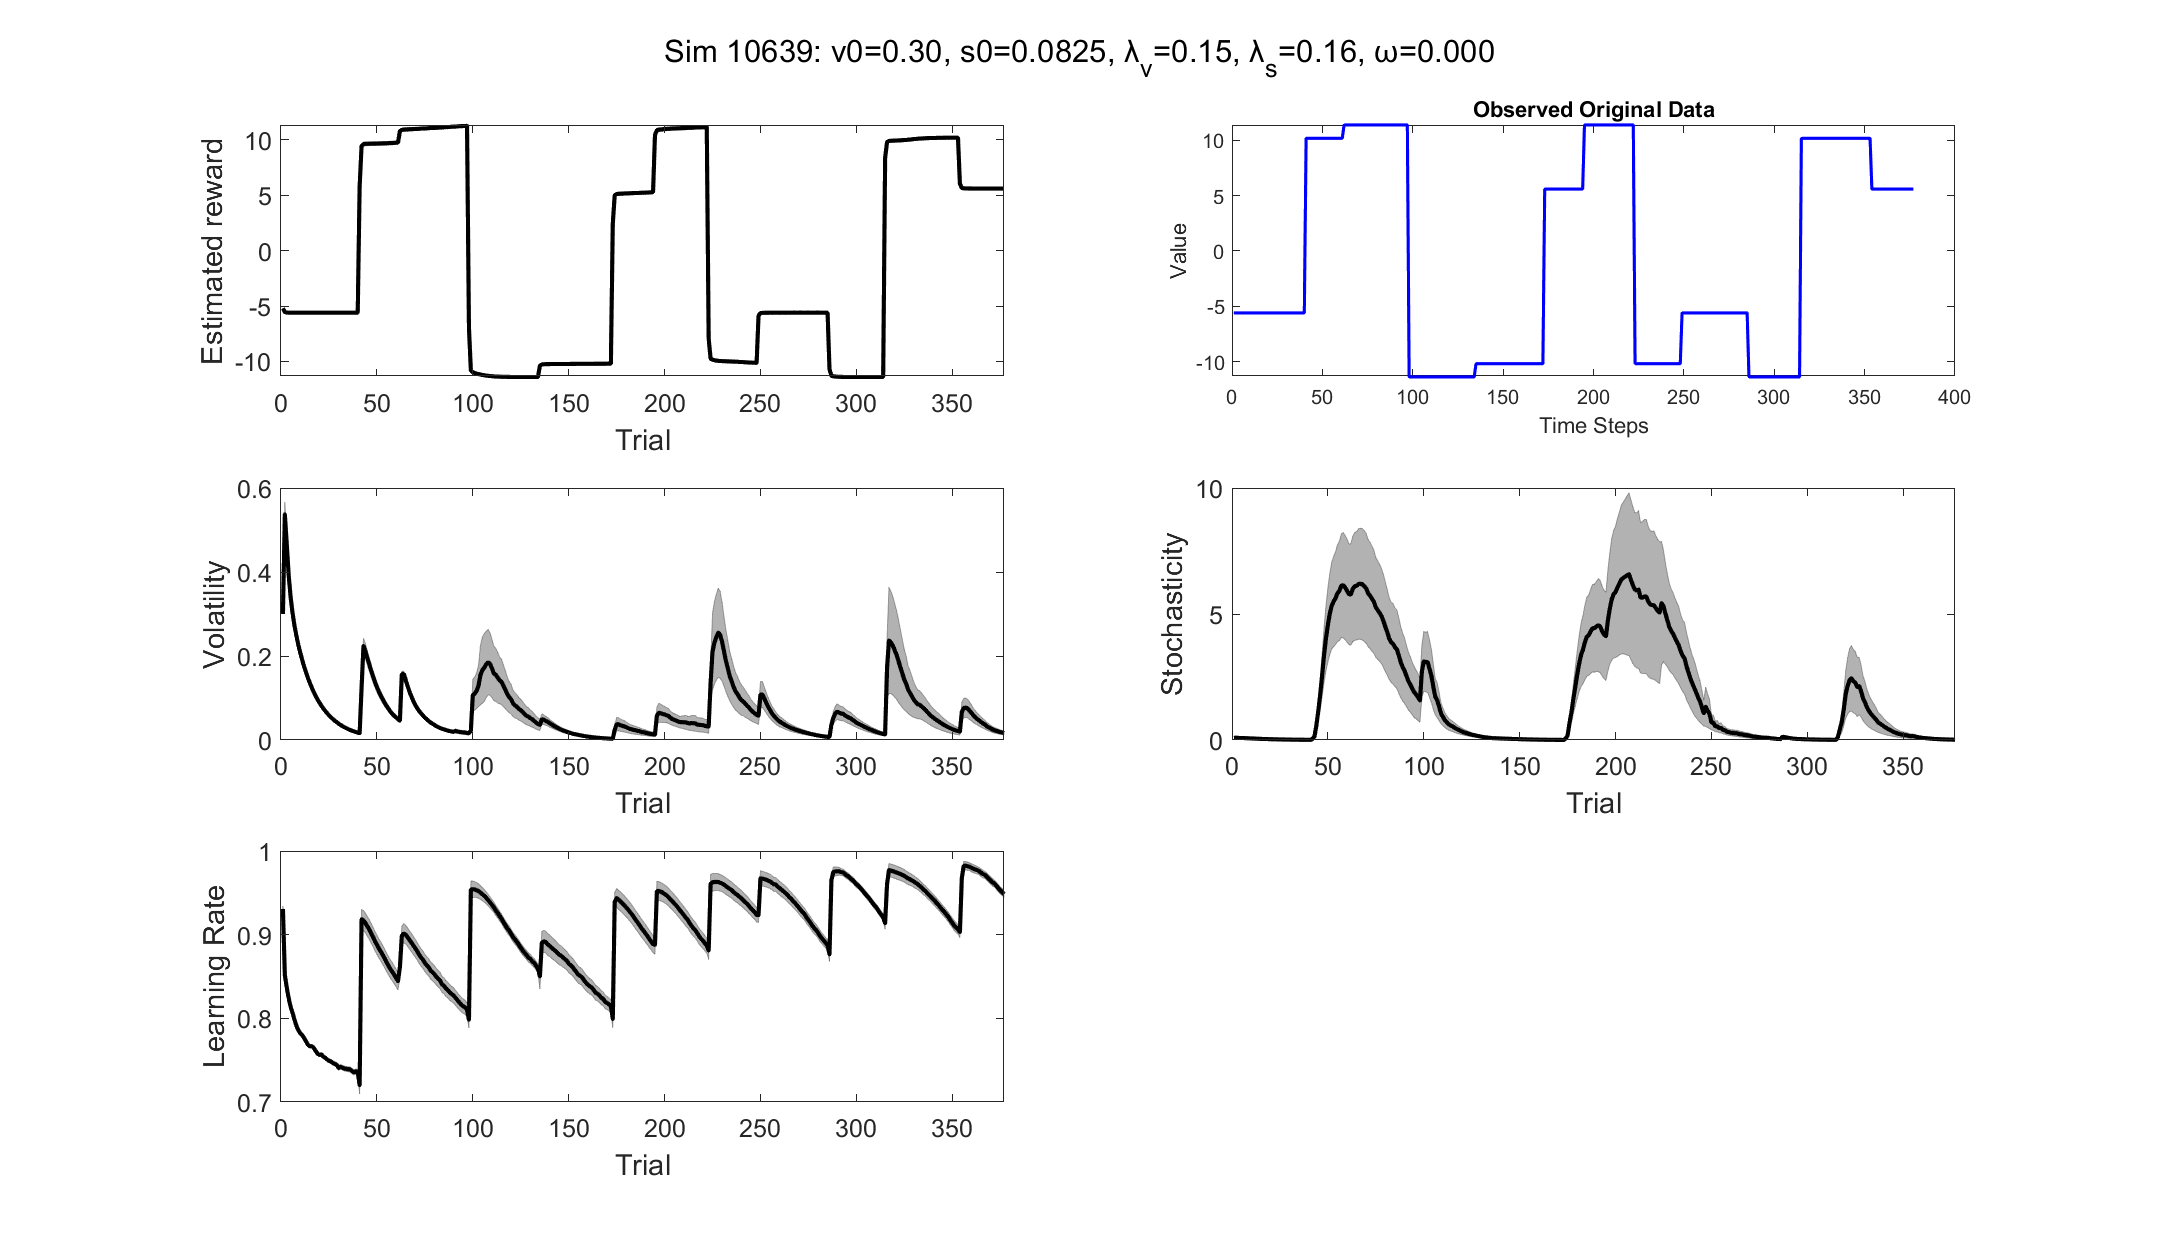 Sim 10639: v0=0.30, s0=0.0825, λ_v=0.15, λ_s=0.16, ω=0.000
Estimated reward
10
5
0
-5
-10
0 50 100 150 200 250 300 350
Trial
Observed Original Data
Value
10
5
0
-5
-10
0 50 100 150 200 250 300 350 400
Time Steps
Volatility
0.6
0.4
0.2
0
0 50 100 150 200 250 300 350
Trial
Stochasticity
10
5
0
0 50 100 150 200 250 300 350
Trial
Learning Rate
1
0.9
0.8
0.7
0 50 100 150 200 250 300 350
Trial